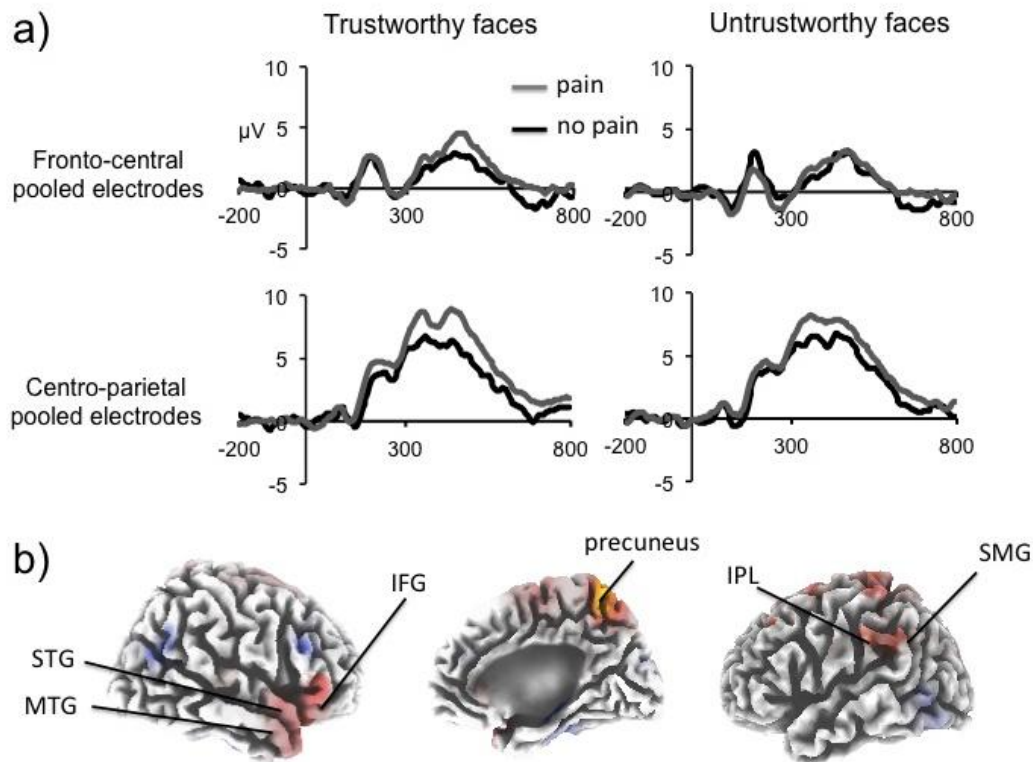 a)
Trustworthy faces
Untrustworthy faces
10
5
0
-5
μV
-200
300
800
pain
no pain
10
5
0
-5
-200
300
800
Fronto-central
pooled electrodes
10
5
0
-5
-200
300
800
10
5
0
-5
-200
300
800
Centro-parietal
pooled electrodes
b)
STG
MTG
IFG
precuneus
IPL
SMG